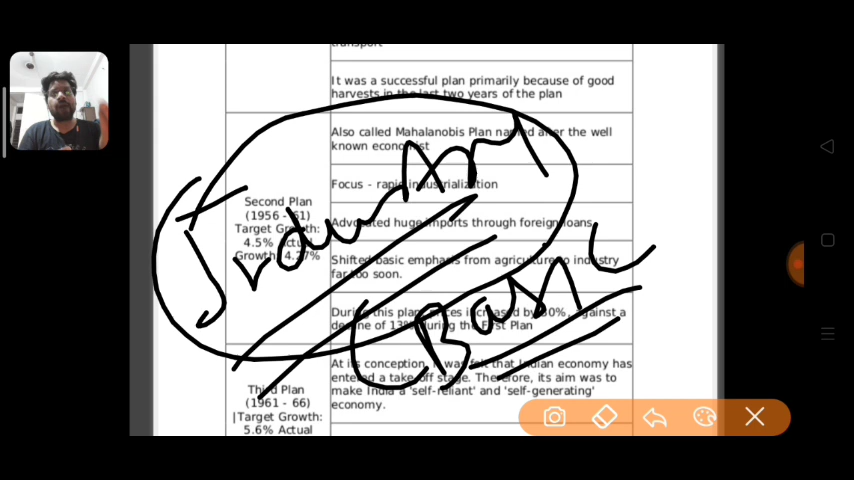 transport
It was a successful plan primarily because of good
harvests in the last two years of the plan
Second Plan
(1956 - 61)
Target Growth:
4.5% Actual
Growth: 4.27%
Also called Mahalanobis Plan named after the well
known economist
Focus - rapid industrialization
Advocated huge imports through foreign loans.
Shifted basic emphasis from agriculture to industry
far too soon.
During this plan, prices increased by 30%, against a
decline of 13% during the First Plan
Industry
Basic
Third Plan
(1961 - 66)
|Target Growth:
5.6% Actual
At its conception, it was felt that Indian economy has
entered a take-off stage. Therefore, its aim was to
make India a 'self-reliant' and 'self-generating'
economy.